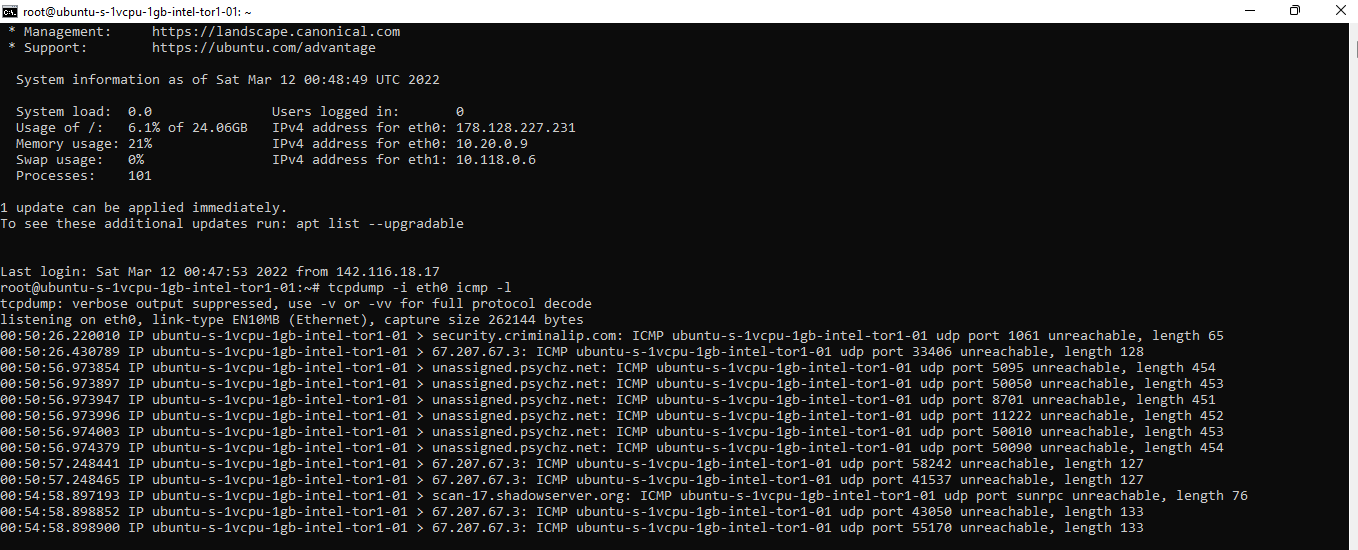 root@ubuntu-s-1vcpu-1gb-intel-tor1-01: ~
* Management: https://landscape.canonical.com
* Support: https://ubuntu.com/advantage
System information as of Sat Mar 12 00:48:49 UTC 2022
System load: 0.0 Users logged in: 0
Usage of /: 6.1% of 24.06GB IPv4 address for eth0: 178.128.227.231
Memory usage: 21% IPv4 address for eth0: 10.20.0.9
Swap usage: 0% IPv4 address for eth1: 10.118.0.6
Processes: 101
1 update can be applied immediately.
To see these additional updates run: apt list --upgradable
Last login: Sat Mar 12 00:47:53 2022 from 142.116.18.17
root@ubuntu-s-1vcpu-1gb-intel-tor1-01:~# tcpdump -i eth0 icmp -l
tcpdump: verbose output suppressed, use -v or -vv for full protocol decode
listening on eth0, link-type EN10MB (Ethernet), capture size 262144 bytes
00:50:26.220010 IP ubuntu-s-1vcpu-1gb-intel-tor1-01 > security.criminalip.com: ICMP ubuntu-s-1vcpu-1gb-intel-tor1-01 udp port 1061 unreachable, length 65
00:50:26.430789 IP ubuntu-s-1vcpu-1gb-intel-tor1-01 > 67.207.67.3: ICMP ubuntu-s-1vcpu-1gb-intel-tor1-01 udp port 33406 unreachable, length 128
00:50:56.973854 IP ubuntu-s-1vcpu-1gb-intel-tor1-01 > unassigned.psychz.net: ICMP ubuntu-s-1vcpu-1gb-intel-tor1-01 udp port 5095 unreachable, length 454
00:50:56.973897 IP ubuntu-s-1vcpu-1gb-intel-tor1-01 > unassigned.psychz.net: ICMP ubuntu-s-1vcpu-1gb-intel-tor1-01 udp port 50050 unreachable, length 453
00:50:56.973947 IP ubuntu-s-1vcpu-1gb-intel-tor1-01 > unassigned.psychz.net: ICMP ubuntu-s-1vcpu-1gb-intel-tor1-01 udp port 8701 unreachable, length 451
00:50:56.973996 IP ubuntu-s-1vcpu-1gb-intel-tor1-01 > unassigned.psychz.net: ICMP ubuntu-s-1vcpu-1gb-intel-tor1-01 udp port 11222 unreachable, length 452
00:50:56.974003 IP ubuntu-s-1vcpu-1gb-intel-tor1-01 > unassigned.psychz.net: ICMP ubuntu-s-1vcpu-1gb-intel-tor1-01 udp port 50010 unreachable, length 453
00:50:56.974379 IP ubuntu-s-1vcpu-1gb-intel-tor1-01 > unassigned.psychz.net: ICMP ubuntu-s-1vcpu-1gb-intel-tor1-01 udp port 50090 unreachable, length 454
00:50:57.248441 IP ubuntu-s-1vcpu-1gb-intel-tor1-01 > 67.207.67.3: ICMP ubuntu-s-1vcpu-1gb-intel-tor1-01 udp port 58242 unreachable, length 127
00:50:57.248465 IP ubuntu-s-1vcpu-1gb-intel-tor1-01 > 67.207.67.3: ICMP ubuntu-s-1vcpu-1gb-intel-tor1-01 udp port 41537 unreachable, length 127
00:54:58.897193 IP ubuntu-s-1vcpu-1gb-intel-tor1-01 > scan-17.shadowserver.org: ICMP ubuntu-s-1vcpu-1gb-intel-tor1-01 udp port sunrpc unreachable, length 76
00:54:58.898852 IP ubuntu-s-1vcpu-1gb-intel-tor1-01 > 67.207.67.3: ICMP ubuntu-s-1vcpu-1gb-intel-tor1-01 udp port 43050 unreachable, length 133
00:54:58.898900 IP ubuntu-s-1vcpu-1gb-intel-tor1-01 > 67.207.67.3: ICMP ubuntu-s-1vcpu-1gb-intel-tor1-01 udp port 55170 unreachable, length 133